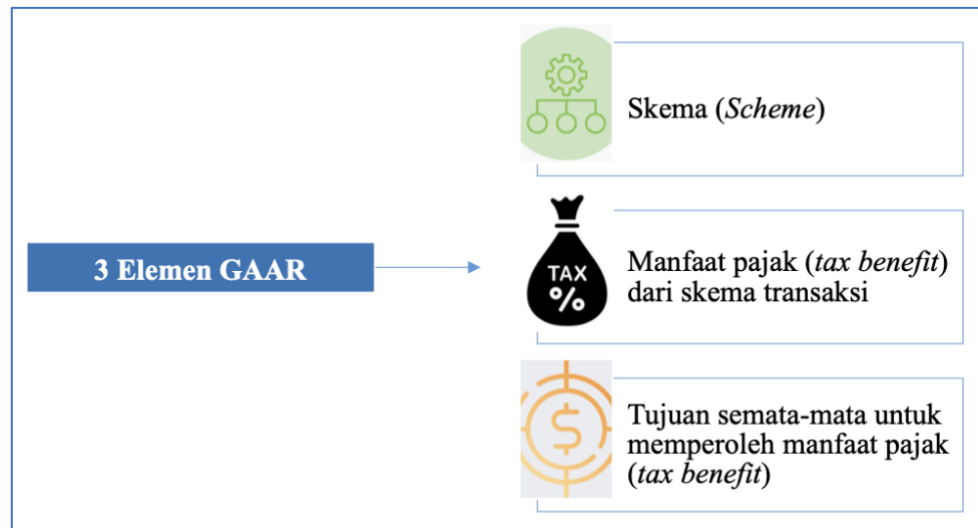 Skema (Scheme)
3 Elemen GAAR
TAX
%
Manfaat pajak (tax benefit)
dari skema transaksi
$
Tujuan semata-mata untuk
memperoleh manfaat pajak
(tax benefit)